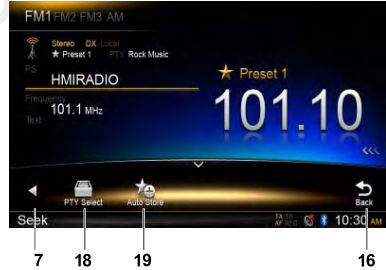 FM1 FM2 FM3 AM
Stereo DX Local
★ Preset 1 PTY Rock Music
PS
HMIRADIO
★ Preset 1
Frequency
101.1 MHz
101.10
Text
PTY Select
Auto Store
Back
Seek
TA TP
AF REG
10:30 AM
7 18 19 16